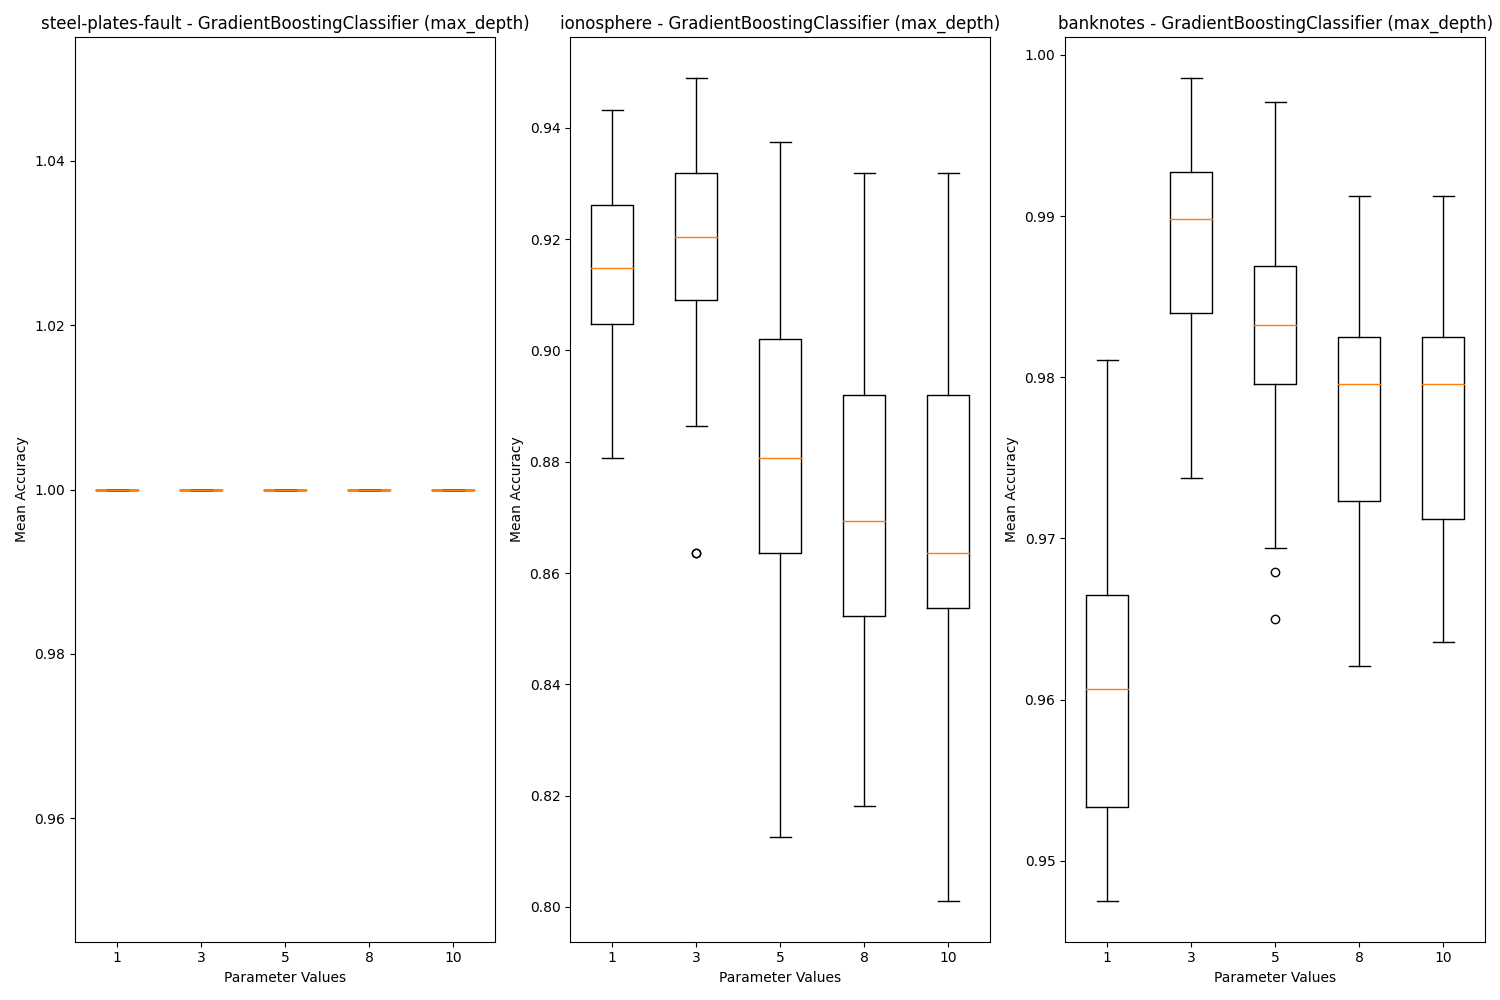 steel-plates-fault - GradientBoostingClassifier (max_depth)
1.04
1.02
1.00
0.98
0.96
Mean Accuracy
1 3 5 8 10
Parameter Values
ionosphere - GradientBoostingClassifier (max_depth)
0.94
0.92
0.90
0.88
0.86
0.84
0.82
0.80
Mean Accuracy
1 3 5 8 10
Parameter Values
banknotes - GradientBoostingClassifier (max_depth)
1.00
0.99
0.98
0.97
0.96
0.95
Mean Accuracy
1 3 5 8 10
Parameter Values